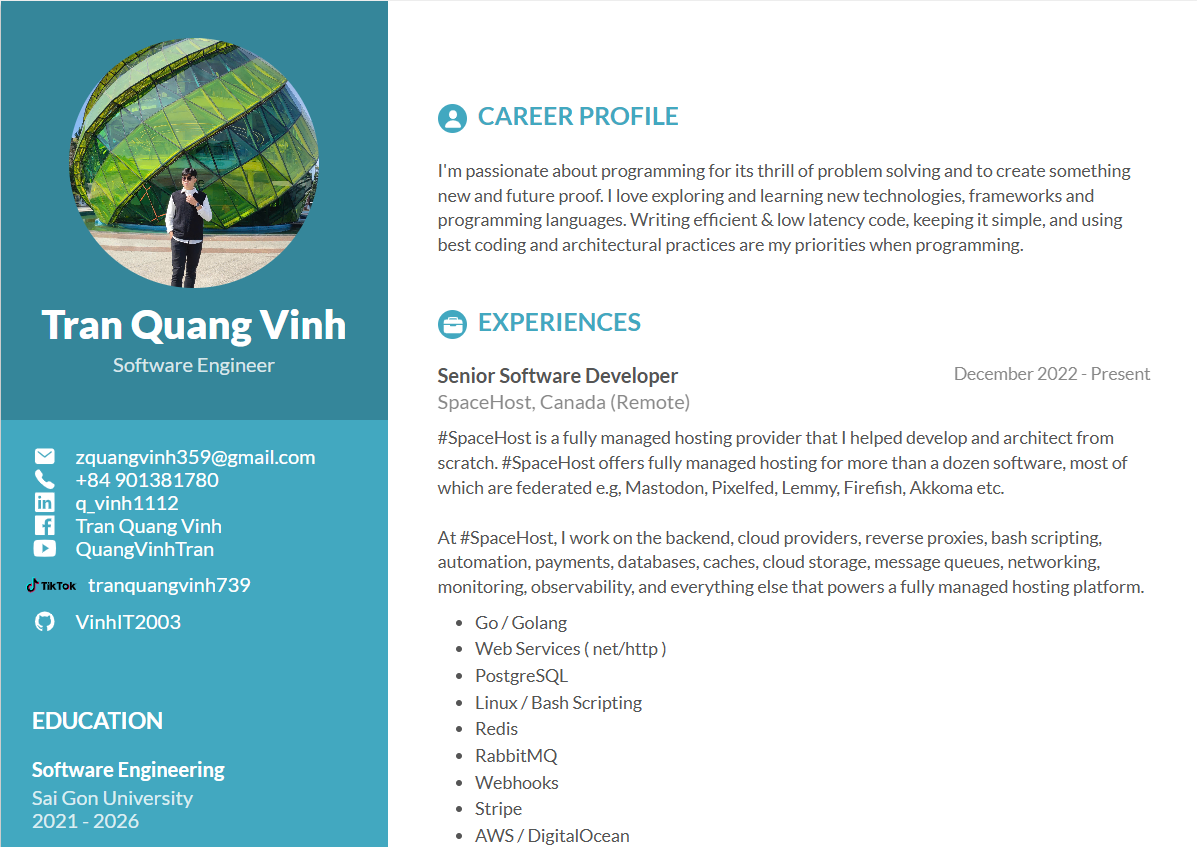 Tran Quang Vinh
Software Engineer
zquangvinh359@gmail.com
+84 901381780
q_vinh1112
Tran Quang Vinh
QuangVinhTran
TikTok tranquangvinh739
VinhIT2003
EDUCATION
Software Engineering
Sai Gon University
2021 - 2026
CAREER PROFILE
I'm passionate about programming for its thrill of problem solving and to create something
new and future proof. I love exploring and learning new technologies, frameworks and
programming languages. Writing efficient & low latency code, keeping it simple, and using
best coding and architectural practices are my priorities when programming.
EXPERIENCES
Senior Software Developer December 2022 - Present
SpaceHost, Canada (Remote)
#SpaceHost is a fully managed hosting provider that I helped develop and architect from
scratch. #SpaceHost offers fully managed hosting for more than a dozen software, most of
which are federated e.g, Mastodon, Pixelfed, Lemmy, Firefish, Akkoma etc.
At #SpaceHost, I work on the backend, cloud providers, reverse proxies, bash scripting,
automation, payments, databases, caches, cloud storage, message queues, networking,
monitoring, observability, and everything else that powers a fully managed hosting platform.
• Go / Golang
• Web Services ( net/http )
• PostgreSQL
• Linux / Bash Scripting
• Redis
• RabbitMQ
• Webhooks
• Stripe
• AWS / DigitalOcean